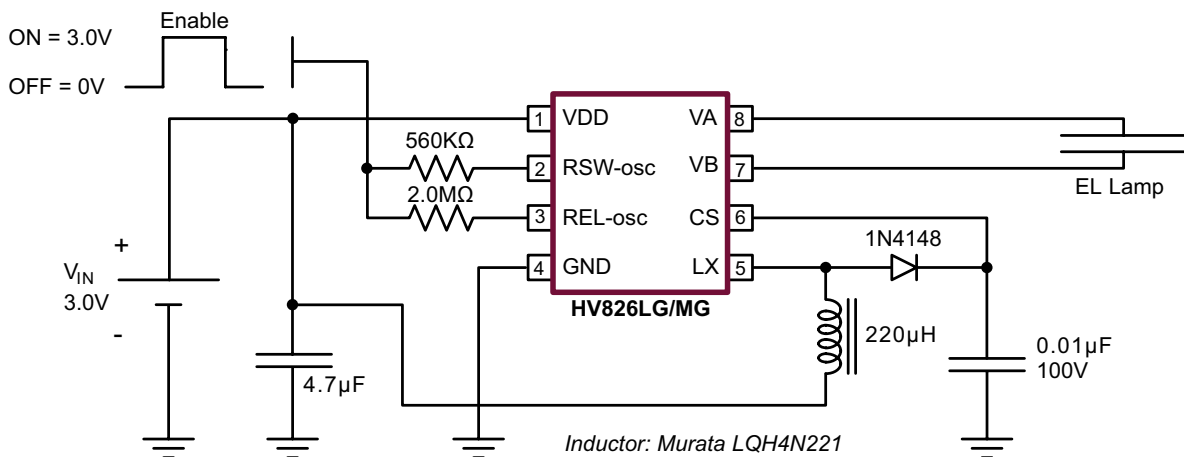 Enable
ON = 3.0V
OFF = 0V
1 VDD VA 8
560KΩ
2 RSW-osc VB 7
2.0MΩ
3 REL-osc CS 6
EL Lamp
4 GND LX 5
1N4148
HV826LG/MG
+
VIN
3.0V
-
220µH
0.01µF
100V
4.7µF
Inductor: Murata LQH4N221